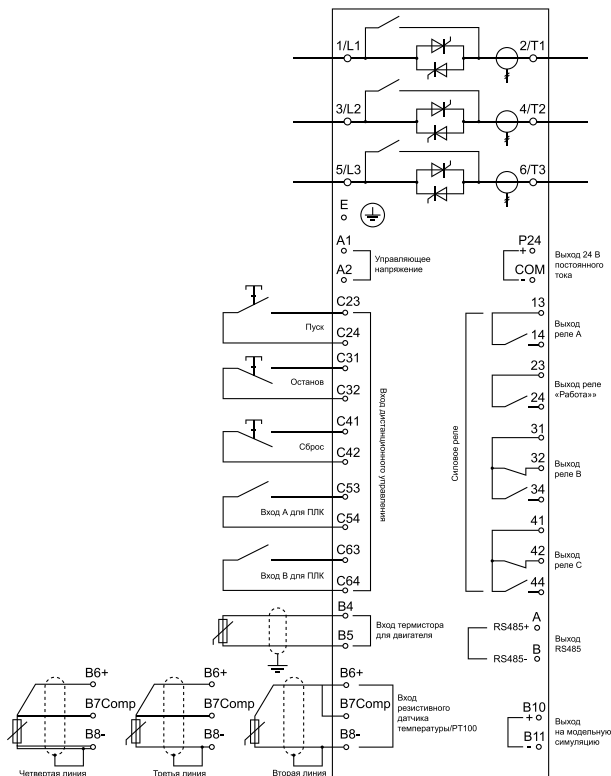 1/L1
2/T1
3/L2
4/T2
5/L3
6/T3
E
A1
A2
Управляющее
напряжение
P24
+
COM
-
Выход 24 В
постоянного
тока
C23
Пуск
C24
C31
Останов
C32
C41
Сброс
C42
C53
Вход А для ПЛК
C54
C63
Вход В для ПЛК
C64
Вход дистанционного управления
Силовое реле
13
14
Выход
реле А
23
24
Выход реле
«Работа»»
31
32
34
Выход
реле В
41
42
44
Выход
реле С
B4
B5
Вход термистора
для двигателя
A
RS485+
B
RS485-
Выход
RS485
B6+
B7Comp
B8-
Четвертая линия
B6+
B7Comp
B8-
Третья линия
B6+
B7Comp
B8-
Вторая линия
Вход
резистивного
датчика
температуры/PT100
B10
+
B11
-
Выход
на модельную
симуляцию